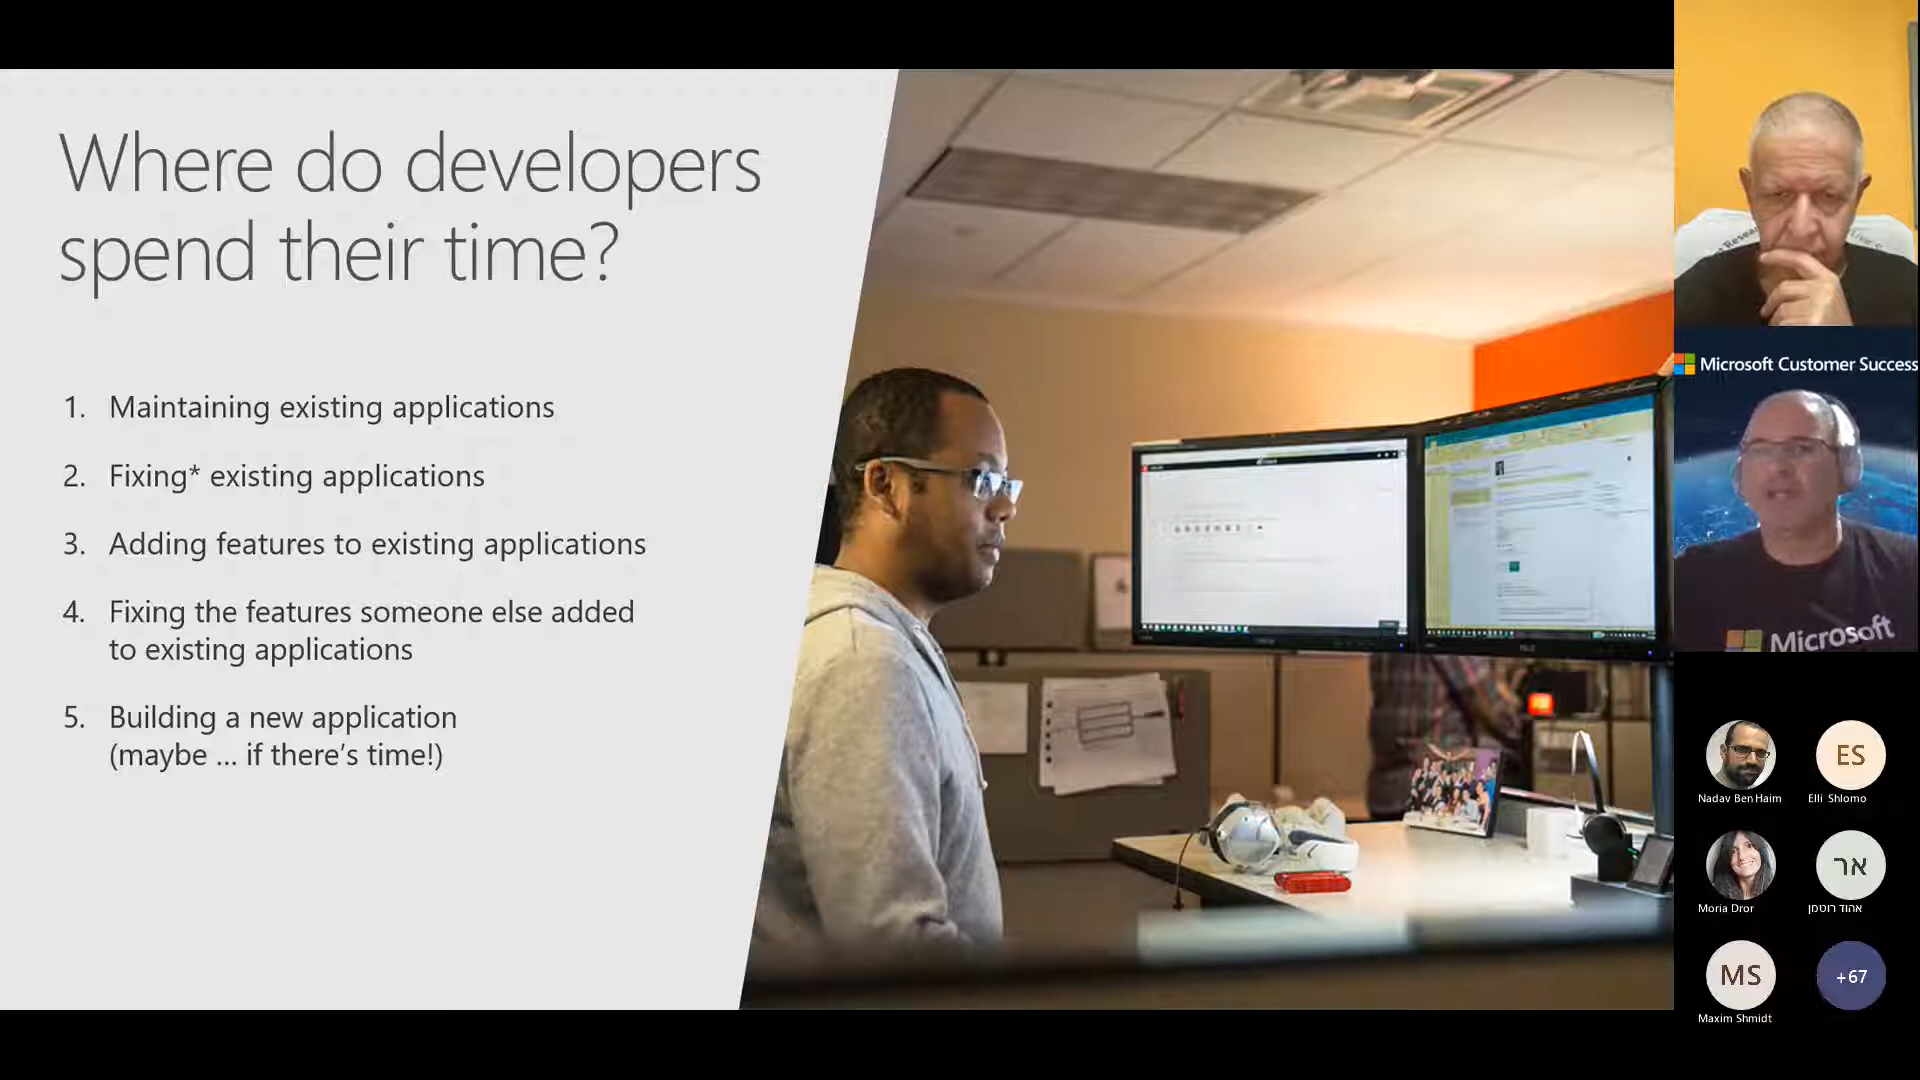 Where do developers
spend their time?
1. Maintaining existing applications
2. Fixing* existing applications
3. Adding features to existing applications
4. Fixing the features someone else added
to existing applications
5. Building a new application
(maybe ... if there's time!)
Microsoft Customer Success
Microsoft
Nadav Ben Haim
ES
Elli Shlomo
Moria Dror
אר
אהוד רוטמן
MS
Maxim Shmidt
+67